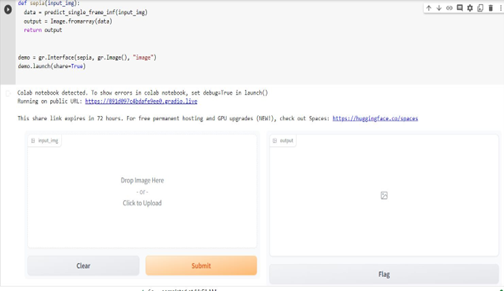 def sepia(input_img):
data = predict_single_frame_inf(input_img)
output = Image.fromarray(data)
return output
demo = gr.Interface(sepia, gr.Image(), "image")
demo.launch(share=True)
Colab notebook detected. To show errors in colab notebook, set debug=True in launch()
Running on public URL: https://891d097c4bdafe9ee0.gradio.live
This share link expires in 72 hours. For free permanent hosting and GPU upgrades (NEW!), check out Spaces: https://huggingface.co/spaces
input_img
output
Drop Image Here
- or -
Click to Upload
Clear
Submit
Flag